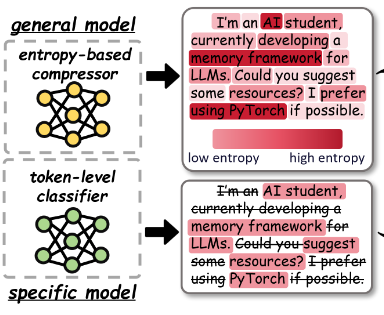 general model
entropy-based
compressor
I'm an AI student,
currently developing a
memory framework for
LLMs. Could you suggest
some resources? I prefer
using PyTorch if possible.
low entropy high entropy
token-level
classifier
specific model
I'm an AI student,
currently developing a
memory framework for
LLMs. Could you suggest
some resources? I prefer
using PyTorch if possible.